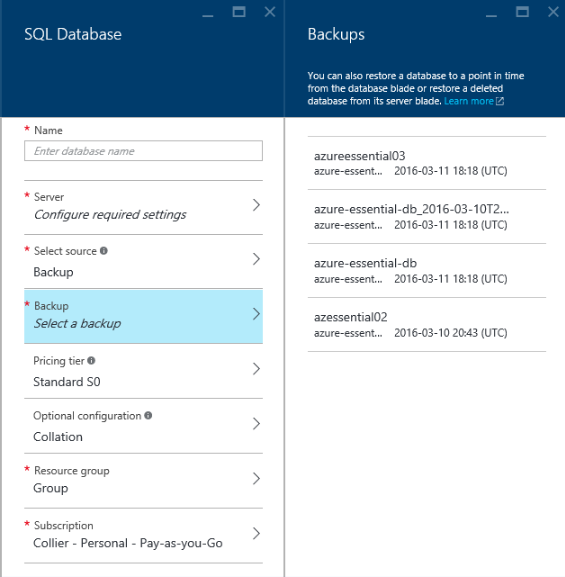 SQL Database
* Name
Enter database name
* Server
Configure required settings
* Select source
Backup
* Backup
Select a backup
Pricing tier
Standard S0
Optional configuration
Collation
* Resource group
Group
* Subscription
Collier - Personal - Pay-as-you-Go
Backups
You can also restore a database to a point in time
from the database blade or restore a deleted
database from its server blade. Learn more
azureessential03
azure-essent... 2016-03-11 18:18 (UTC)
azure-essential-db_2016-03-10T2...
azure-essent... 2016-03-11 18:18 (UTC)
azure-essential-db
azure-essent... 2016-03-11 18:18 (UTC)
azessential02
azure-essent... 2016-03-10 20:43 (UTC)